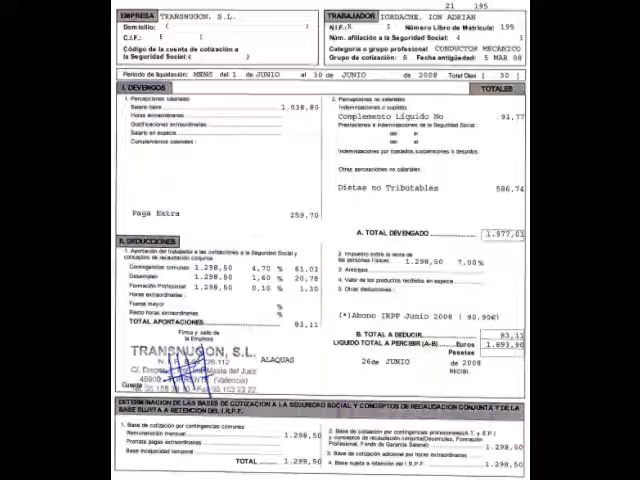 21 195
EMPRESA TRANSNUGON, S.L. TRABAJADOR IORDACHE, ION ADRIAN
Domicilio: N.I.F. X 5 Número Libro de Matrícula: 195
C.I.F.: Núm. afiliación a la Seguridad Social: 4
Código de la cuenta de cotización a Categoría o grupo profesional CONDUCTOR MECANICO
la Seguridad Social: Grupo de cotización: 8 Fecha antigüedad: 5 MAR 08
Periodo de liquidación: MENS del 1 de JUNIO al 30 de JUNIO de 2008 Total Días [ 30 ]
I. DEVENGOS TOTALES
1. Percepciones salariales 2. Percepciones no salariales
Salario base 1.038,80 Indemnizaciones o suplidos
Horas extraordinarias Complemento Líquido No 91,77
Gratificaciones extraordinarias Prestaciones e indemnizaciones de la Seguridad Social:
Salario en especie del al
Complementos salariales: del al
Indemnizaciones por traslados, suspensiones o despidos
Otras percepciones no salariales
Dietas no Tributables 586,74
Paga Extra 259,70
A. TOTAL DEVENGADO 1.977,01
II. DEDUCCIONES
1. Aportación del trabajador a las cotizaciones a la Seguridad Social y
conceptos de recaudación conjunta
2. Impuesto sobre la renta de
las personas físicas 1.298,50 7,00%
Contingencias comunes 1.298,50 4,70 % 61,03
3. Anticipos
Desempleo 1.298,50 1,60 % 20,78
4. Valor de los productos recibidos en especie
Formación Profesional 1.298,50 0,10 % 1,30
5. Otras deducciones:
Horas extraordinarias:
Fuerza mayor %
Resto horas extraordinarias %
(*)Abono IRPF Junio 2008 | 90,90€)
TOTAL APORTACIONES 83,11
B. TOTAL A DEDUCIR 83,11
Firma y sello de
la Empresa
LIQUIDO TOTAL A PERCIBIR (A-B) Euros 1.893,90
Pesetas
TRANSNUGON, S.L. ALAQUAS
26 de JUNIO de 2008
RECIBI
(Valencia)
DETERMINACION DE LAS BASES DE COTIZACION A LA SEGURIDAD SOCIAL Y CONCEPTOS DE RECAUDACION CONJUNTA Y DE LA
BASE SUJETA A RETENCION DEL I.R.P.F.
1. Base de cotización por contingencias comunes
Remuneración mensual 1.298,50
Prorrata pagas extraordinarias
Base incapacidad temporal
TOTAL 1.298,50
2. Base de cotización por contingencias profesionales (A.T. y E.P.)
y conceptos de recaudación conjunta (Desempleo, Formación
Profesional, Fondo de Garantía Salarial) 1.298,50
3. Base de cotización adicional por horas extraordinarias
4. Base sujeta a retención del I.R.P.F. 1.298,50